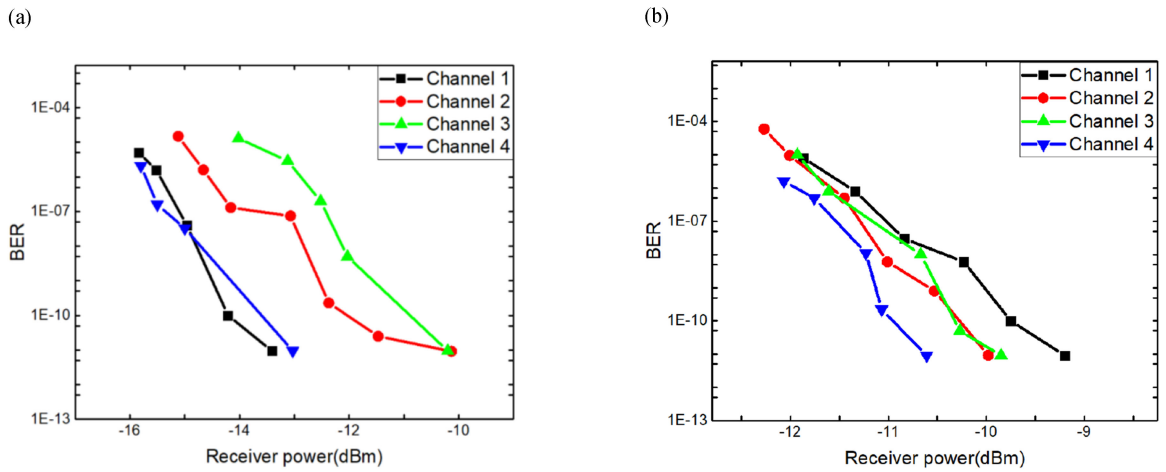 (a)
Channel 1
Channel 2
Channel 3
Channel 4
1E-04
1E-07
1E-10
1E-13
BER
-16
-14
-12
-10
Receiver power(dBm)
(b)
Channel 1
Channel 2
Channel 3
Channel 4
1E-04
1E-07
1E-10
1E-13
BER
-12
-11
-10
-9
Receiver power(dBm)